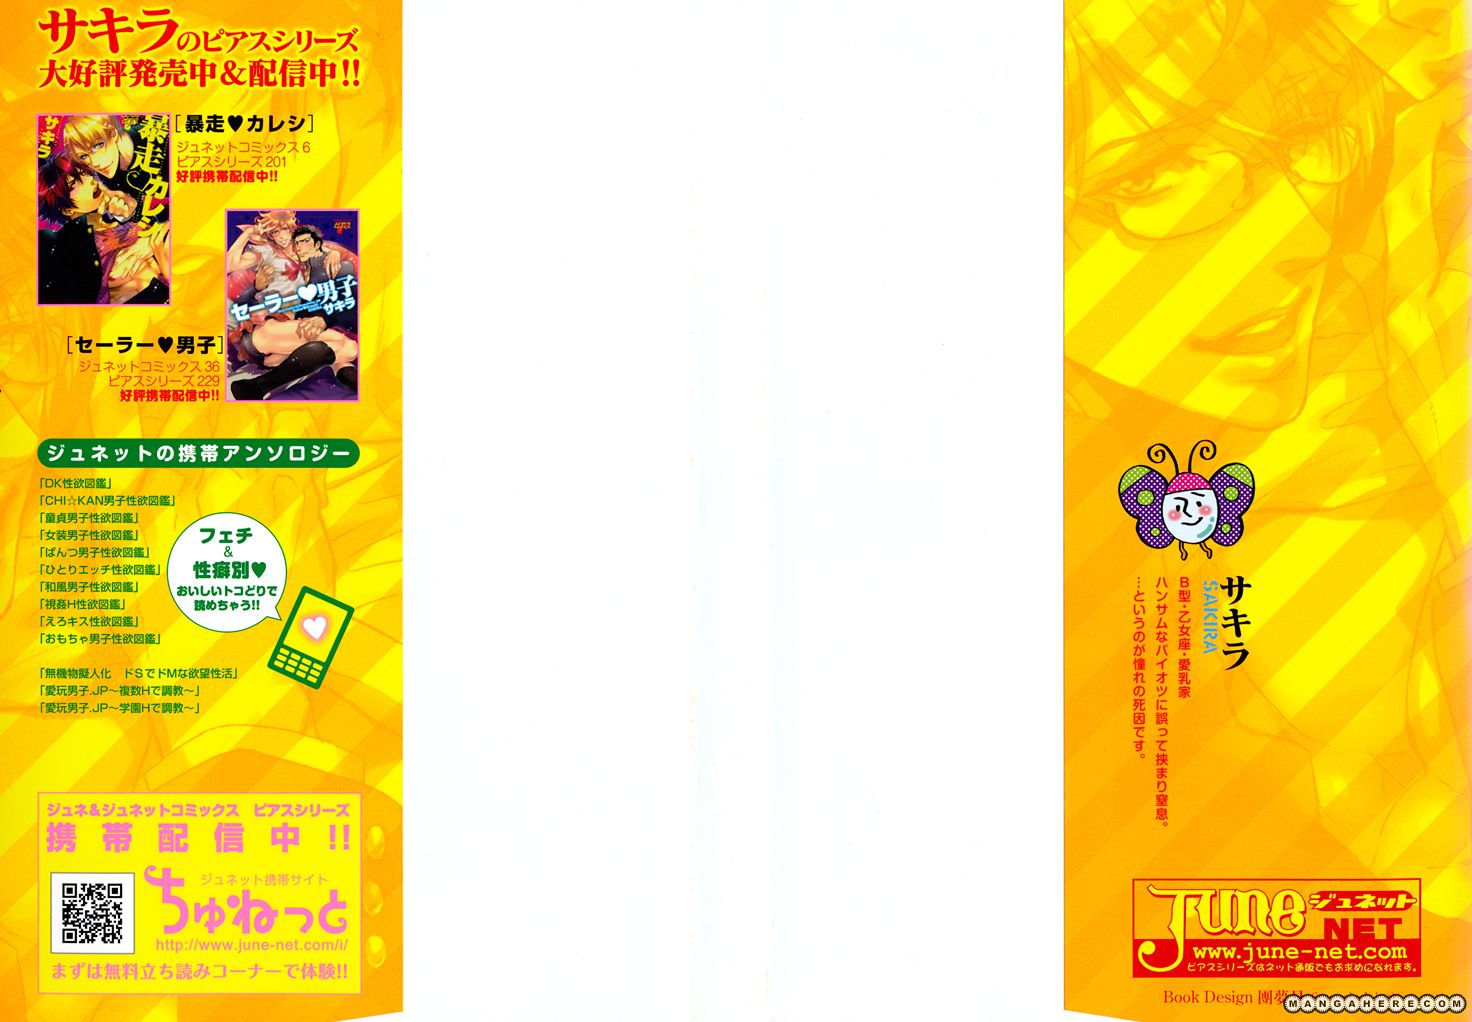 サキラのピアスシリーズ
大好評発売中&配信中!!
暴走♥カレシ
サキラ
[暴走♥カレシ]
ジュネットコミックス6
ピアスシリーズ201
好評携帯配信中!!
セーラー♥男子
サキラ
[セーラー♥男子]
ジュネットコミックス36
ピアスシリーズ229
好評携帯配信中!!
ジュネットの携帯アンソロジー
「DK性欲図鑑」
「CHI☆KAN男子性欲図鑑」
「童貞男子性欲図鑑」
「女装男子性欲図鑑」
「ぱんつ男子性欲図鑑」
「ひとりエッチ性欲図鑑」
「和風男子性欲図鑑」
「視姦H性欲図鑑」
「えろキス性欲図鑑」
「おもちゃ男子性欲図鑑」
「無機物擬人化 ドSでドMな欲望性活」
「愛玩男子.JP〜複数Hで調教〜」
「愛玩男子.JP〜学園Hで調教〜」
フェチ
&
性癖別♥
おいしいトコどりで
読めちゃう!!
ジュネ&ジュネットコミックス ピアスシリーズ
携帯配信中!!
ジュネット携帯サイト
ちゅねっと
http://www.june-net.com/i/
まずは無料立ち読みコーナーで体験!!
サキラ
SAKIRA
B型・乙女座・愛乳家
ハンサムなパイオツに誤って挟まり窒息。
…というのが憧れの死因です。
JUNE ジュネット
NET
www.june-net.com
ピアスシリーズはネット通販でもお求めになれます。
Book Design 團夢見
MANGAHERE.COM